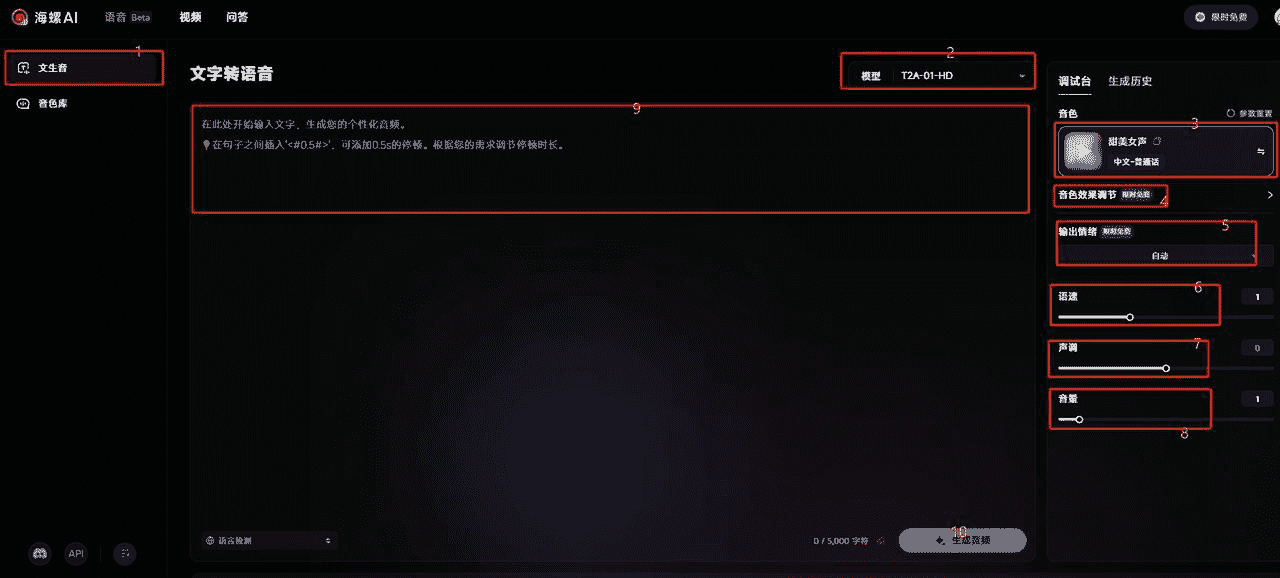 海螺AI 语音 Beta 视频 问答 限时免费
1
文生音
音色库
文字转语音
2
模型 T2A-01-HD
9
在此处开始输入文字，生成您的个性化音频。
在句子之间插入'<#0.5#>'，可添加0.5s的停顿。根据您的需求调节停顿时长。
调试台 生成历史
音色 参数重置
3
甜美女声
中文-普通话
音色效果调节 限时免费
4
输出情绪 限时免费
5
自动
语速 6 1
声调 7 0
音量 1
8
API
语言检测
0 / 5,000 字符
10
生成音频